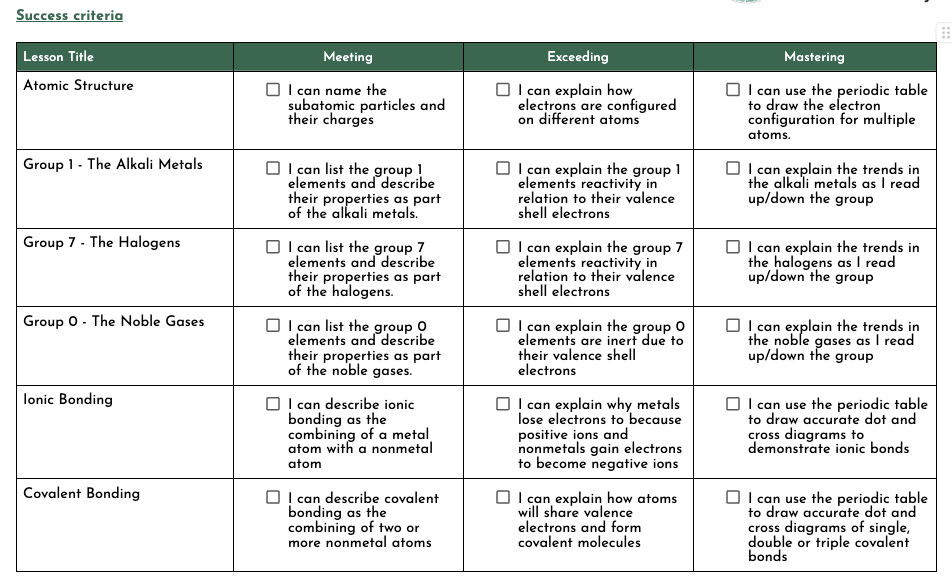 Success criteria
Lesson Title
Meeting
Exceeding
Mastering
Atomic Structure
I can name the
subatomic particles and
their charges
I can explain how
electrons are configured
on different atoms
I can use the periodic table
to draw the electron
configuration for multiple
atoms.
Group 1 - The Alkali Metals
I can list the group 1
elements and describe
their properties as part
of the alkali metals.
I can explain the group 1
elements reactivity in
relation to their valence
shell electrons
I can explain the trends in
the alkali metals as I read
up/down the group
Group 7 - The Halogens
I can list the group 7
elements and describe
their properties as part
of the halogens.
I can explain the group 7
elements reactivity in
relation to their valence
shell electrons
I can explain the trends in
the halogens as I read
up/down the group
Group 0 - The Noble Gases
I can list the group 0
elements and describe
their properties as part
of the noble gases.
I can explain the group 0
elements are inert due to
their valence shell
electrons
I can explain the trends in
the noble gases as I read
up/down the group
Ionic Bonding
I can describe ionic
bonding as the
combining of a metal
atom with a nonmetal
atom
I can explain why metals
lose electrons to because
positive ions and
nonmetals gain electrons
to become negative ions
I can use the periodic table
to draw accurate dot and
cross diagrams to
demonstrate ionic bonds
Covalent Bonding
I can describe covalent
bonding as the
combining of two or
more nonmetal atoms
I can explain how atoms
will share valence
electrons and form
covalent molecules
I can use the periodic table
to draw accurate dot and
cross diagrams of single,
double or triple covalent
bonds